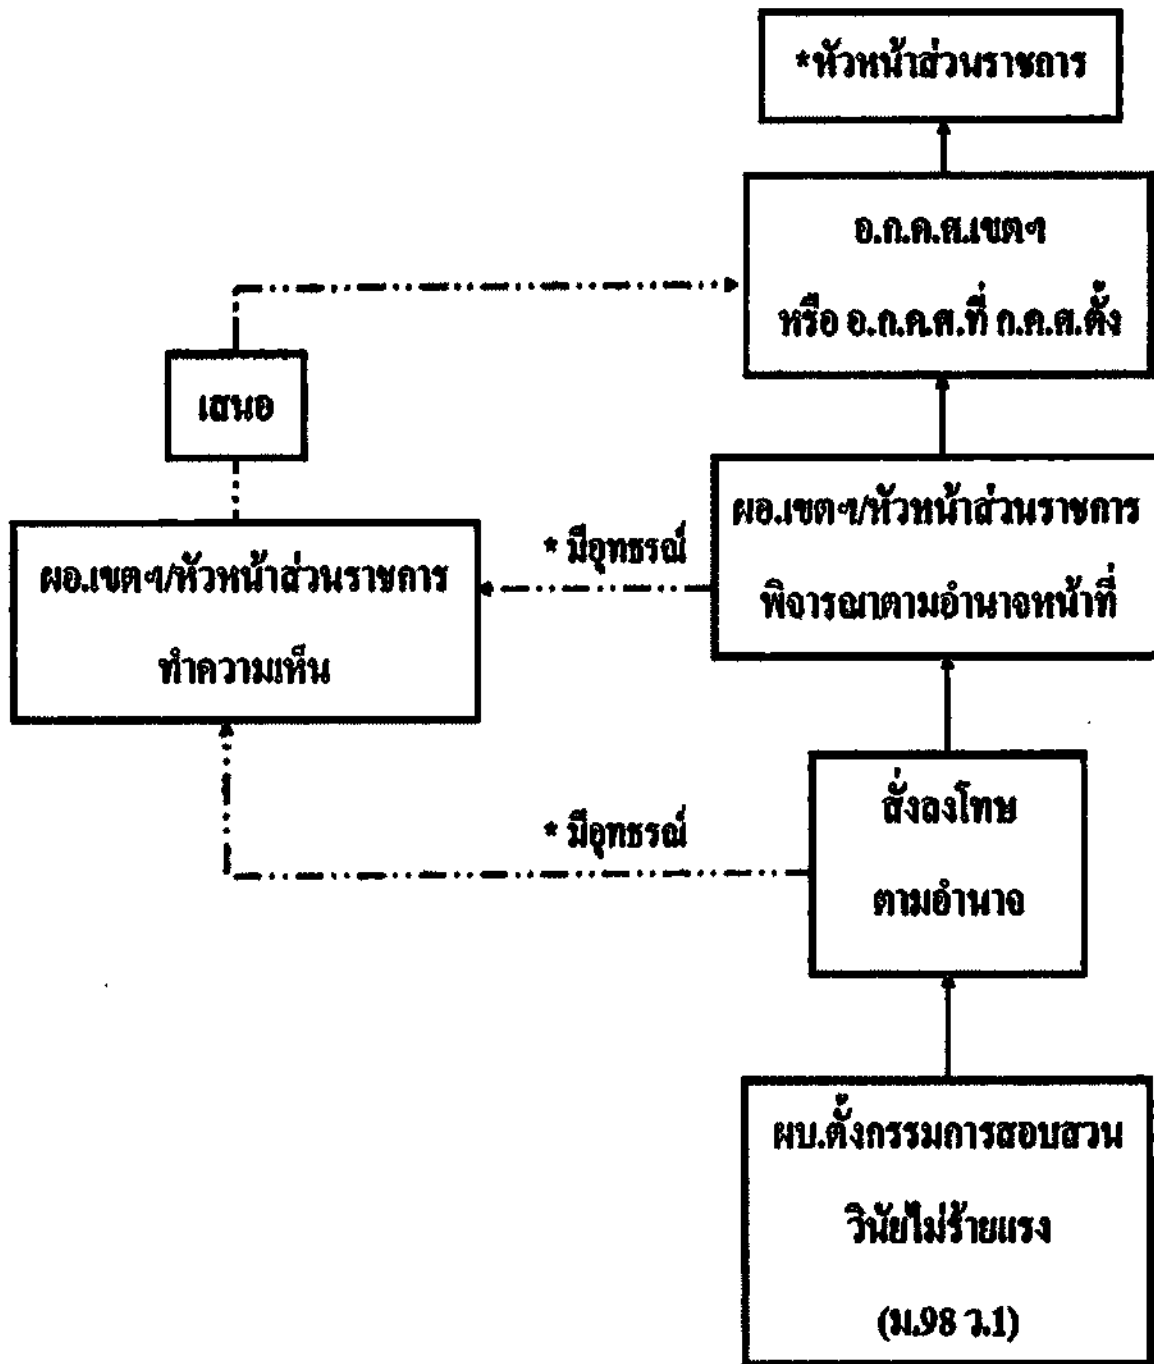 *หัวหน้าส่วนราชการ
อ.ก.ค.ศ.เขตฯ
หรือ อ.ก.ค.ศ.ที่ ก.ค.ศ.ตั้ง
เสนอ
ผอ.เขตฯ/หัวหน้าส่วนราชการ
พิจารณาตามอำนาจหน้าที่
* มีอุทธรณ์
ผอ.เขตฯ/หัวหน้าส่วนราชการ
ทำความเห็น
สั่งลงโทษ
ตามอำนาจ
* มีอุทธรณ์
ผบ.ตั้งกรรมการสอบสวน
วินัยไม่ร้ายแรง
(ม.98 ว.1)